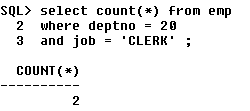 SQL> select count(*) from emp
2 where deptno = 20
3 and job = 'CLERK' ;
COUNT(*)
----------
2